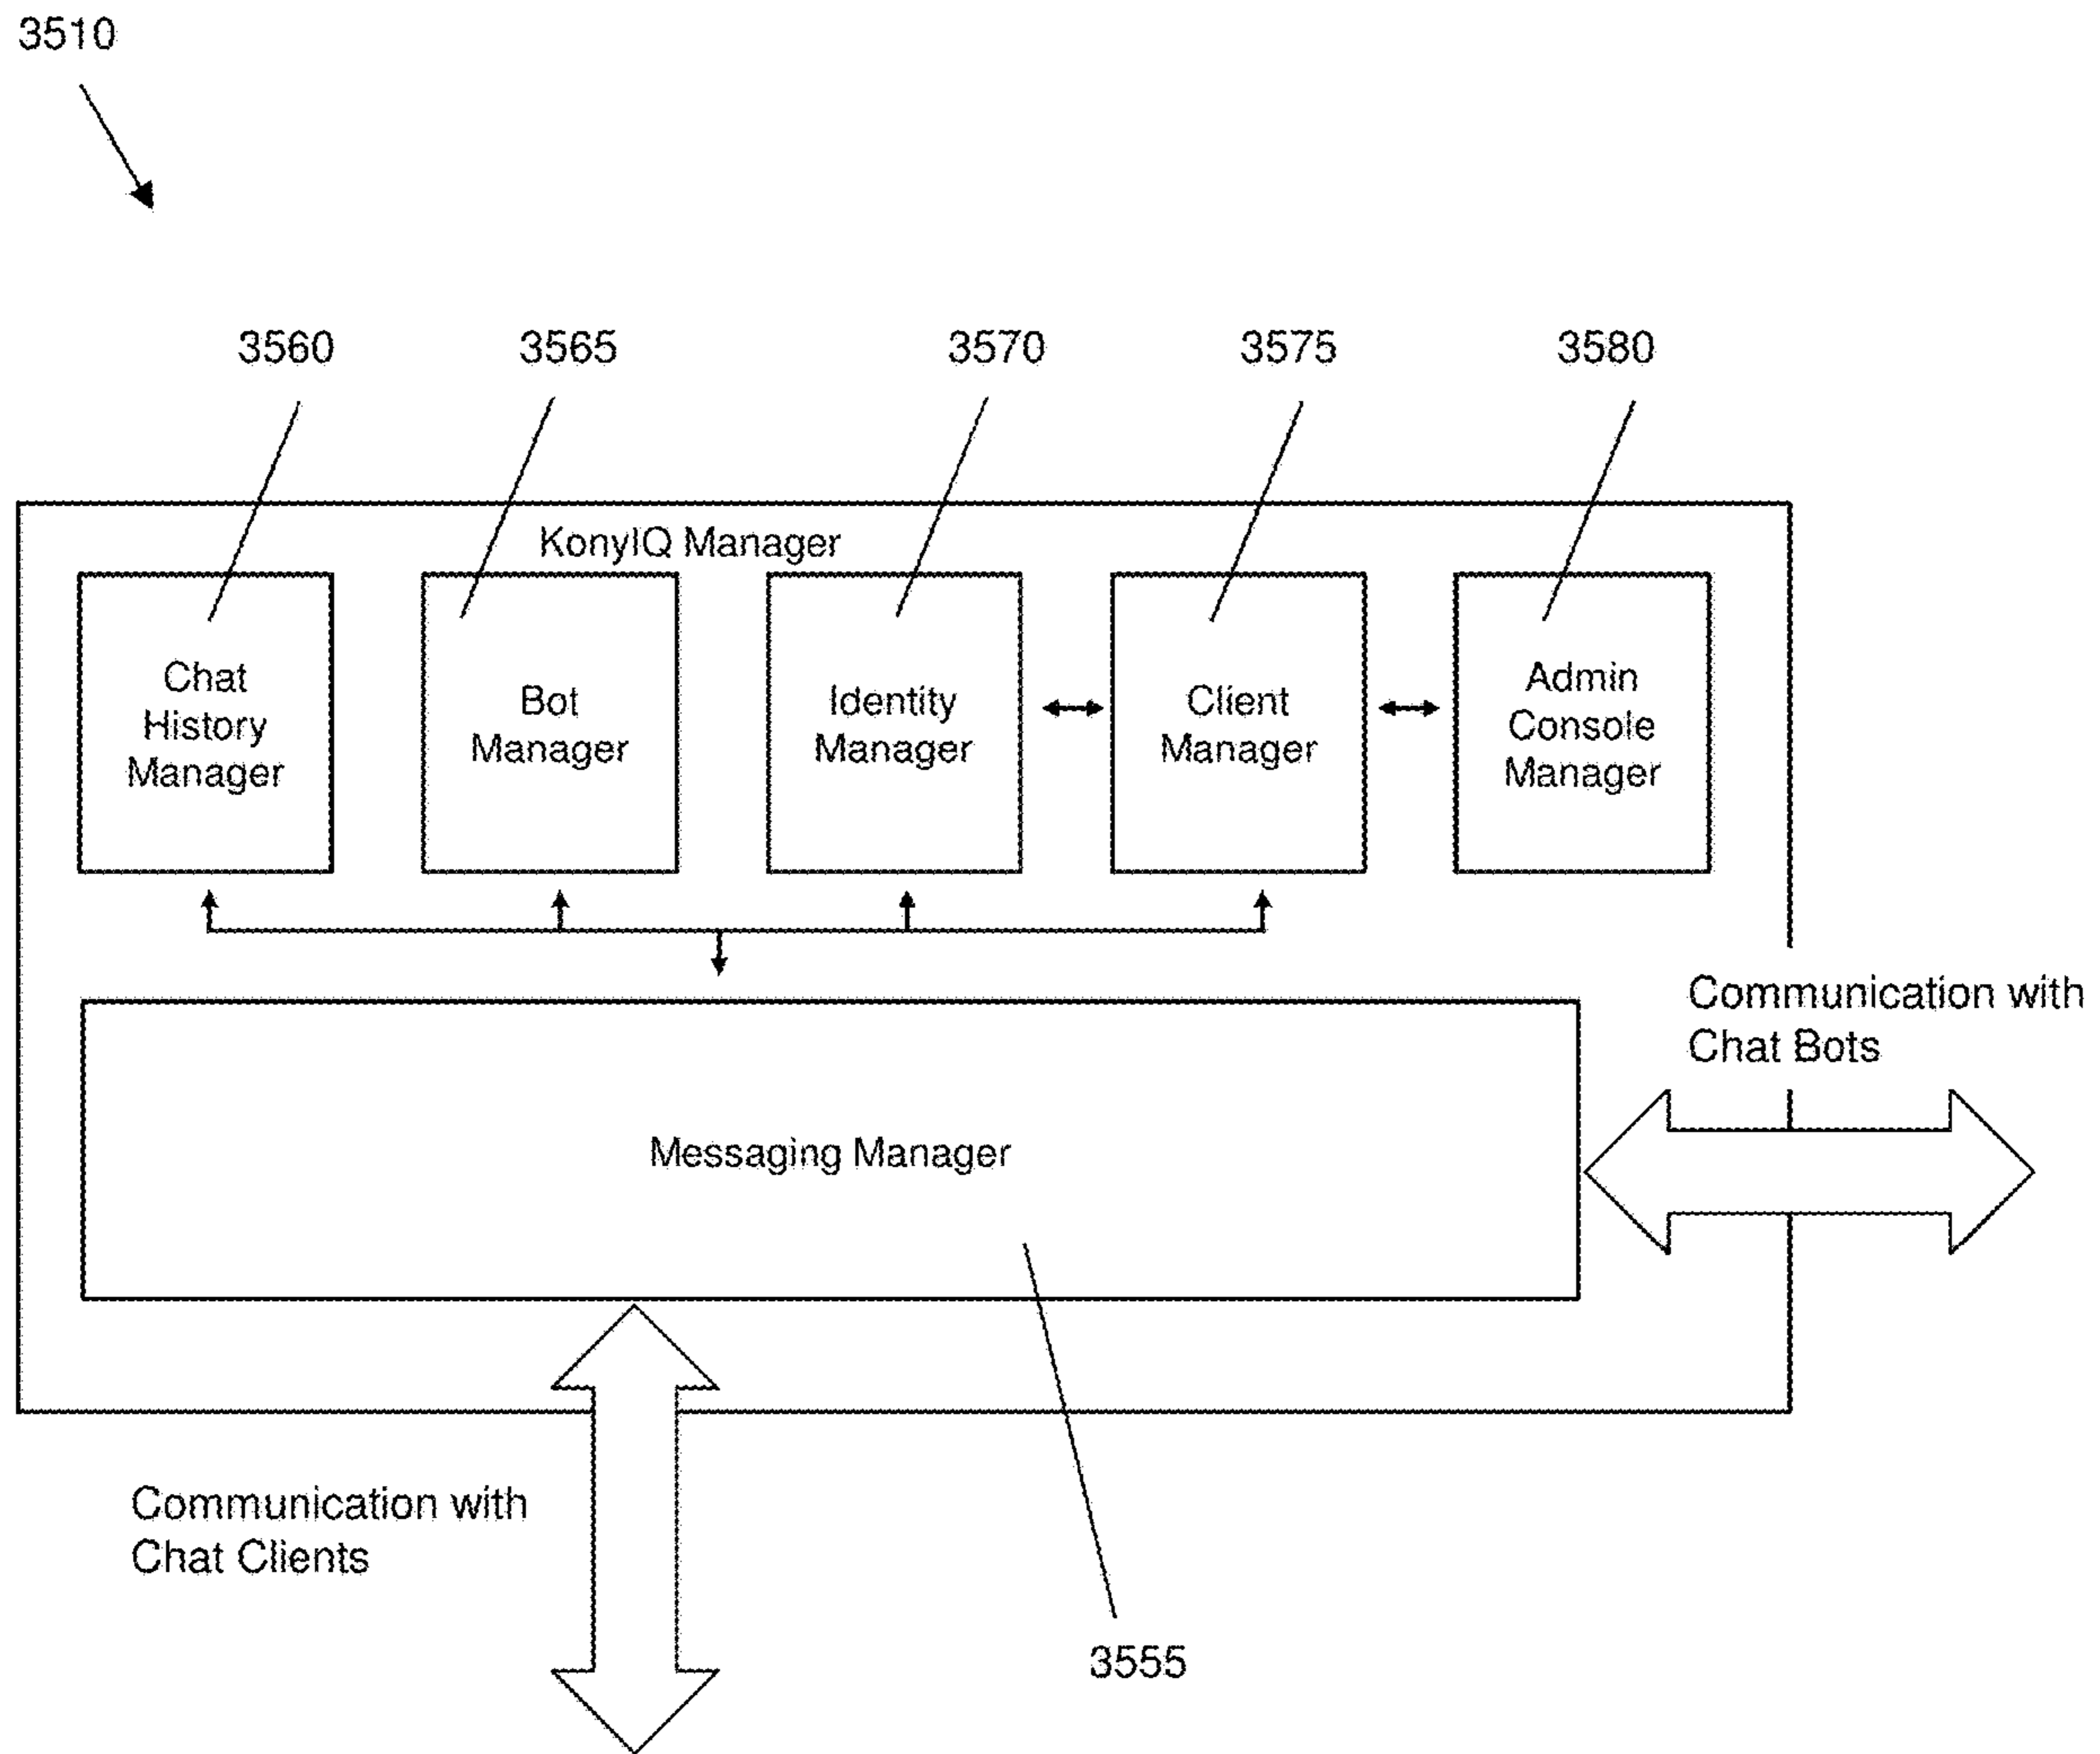 3510
3560
3565
3570
3575
3580
KonyIQ Manager
Chat
History
Manager
Bot
Manager
Identity
Manager
Client
Manager
Admin
Console
Manager
Communication with
Chat Bots
Messaging Manager
Communication with
Chat Clients
3555